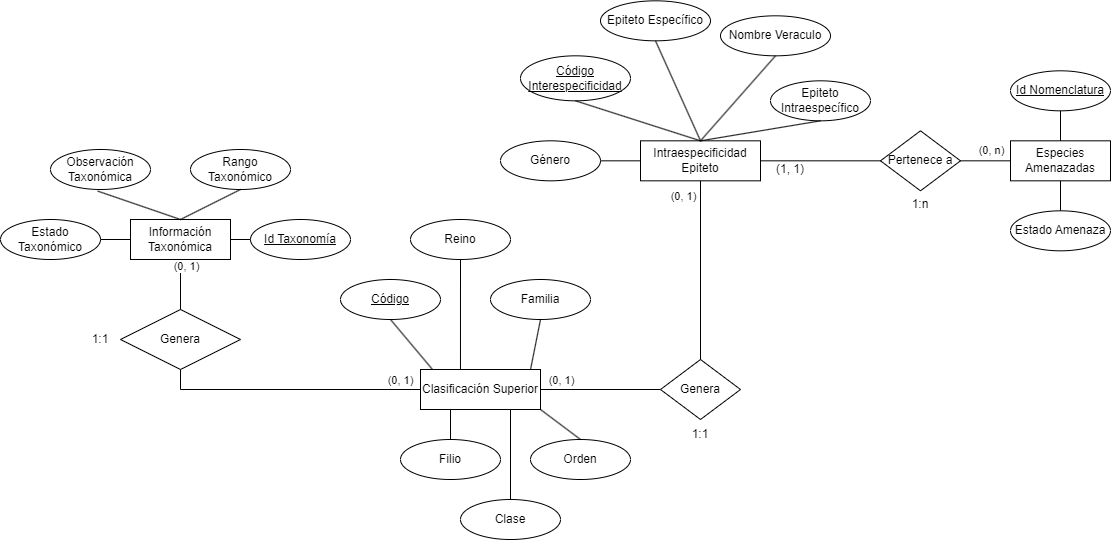 Epiteto Específico
Nombre Veraculo
Código
Interespecificidad
Epiteto
Intraespecífico
Id Nomenclatura
Género
Intraespecificidad
Epiteto
(1, 1)
Pertenece a
(0, n)
Especies
Amenazadas
(0, 1)
1:n
Estado Amenaza
Observación
Taxonómica
Rango
Taxonómico
Estado
Taxonómico
Información
Taxonómica
Id Taxonomía
(0, 1)
Reino
Código
Familia
1:1
Genera
(0, 1)
Clasificación Superior
(0, 1)
Genera
1:1
Filio
Orden
Clase